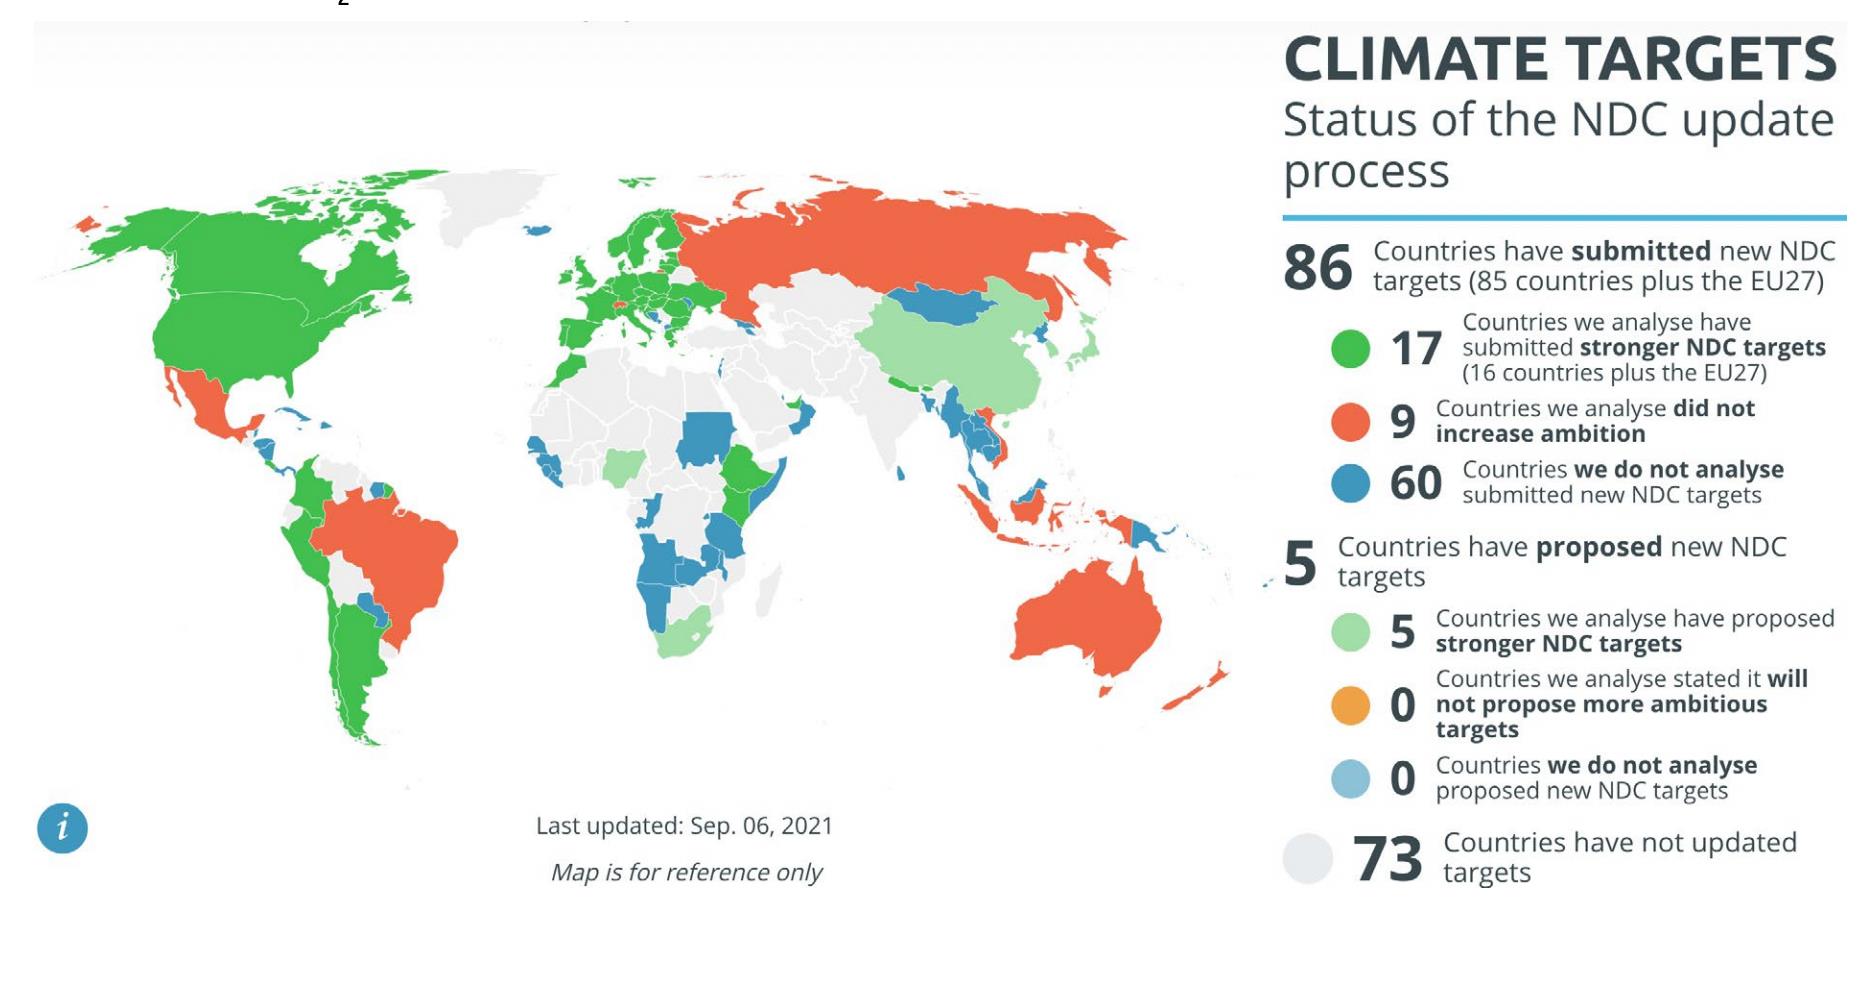 2
CLIMATE TARGETS
Status of the NDC update
process
86
Countries have submitted new NDC
targets (85 countries plus the EU27)
17
Countries we analyse have
submitted stronger NDC targets
(16 countries plus the EU27)
9
Countries we analyse did not
increase ambition
60
Countries we do not analyse
submitted new NDC targets
5
Countries have proposed new NDC
targets
5
Countries we analyse have proposed
stronger NDC targets
0
Countries we analyse stated it will
not propose more ambitious
targets
0
Countries we do not analyse
proposed new NDC targets
73
Countries have not updated
targets
i
Last updated: Sep. 06, 2021
Map is for reference only